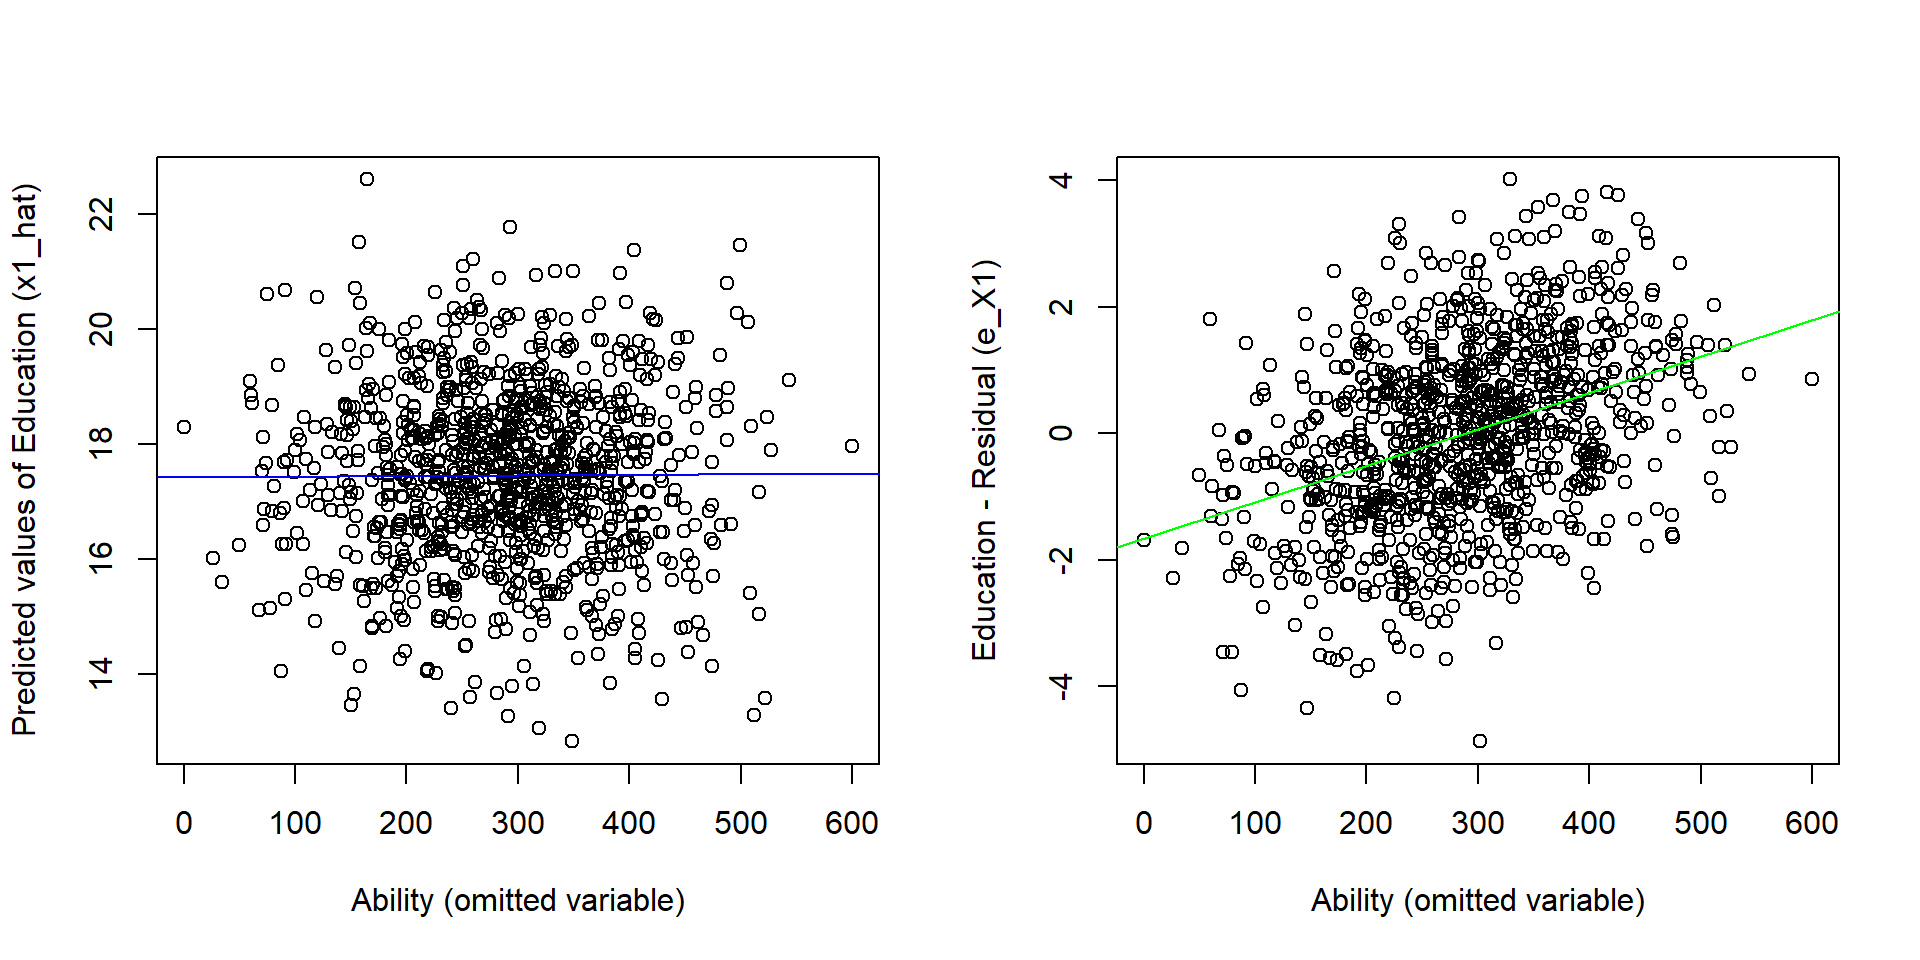 Predicted values of Education (x1_hat)
22
20
18
16
14
0 100 200 300 400 500 600
Ability (omitted variable)
Education - Residual (e_X1)
4
2
0
-2
-4
0 100 200 300 400 500 600
Ability (omitted variable)